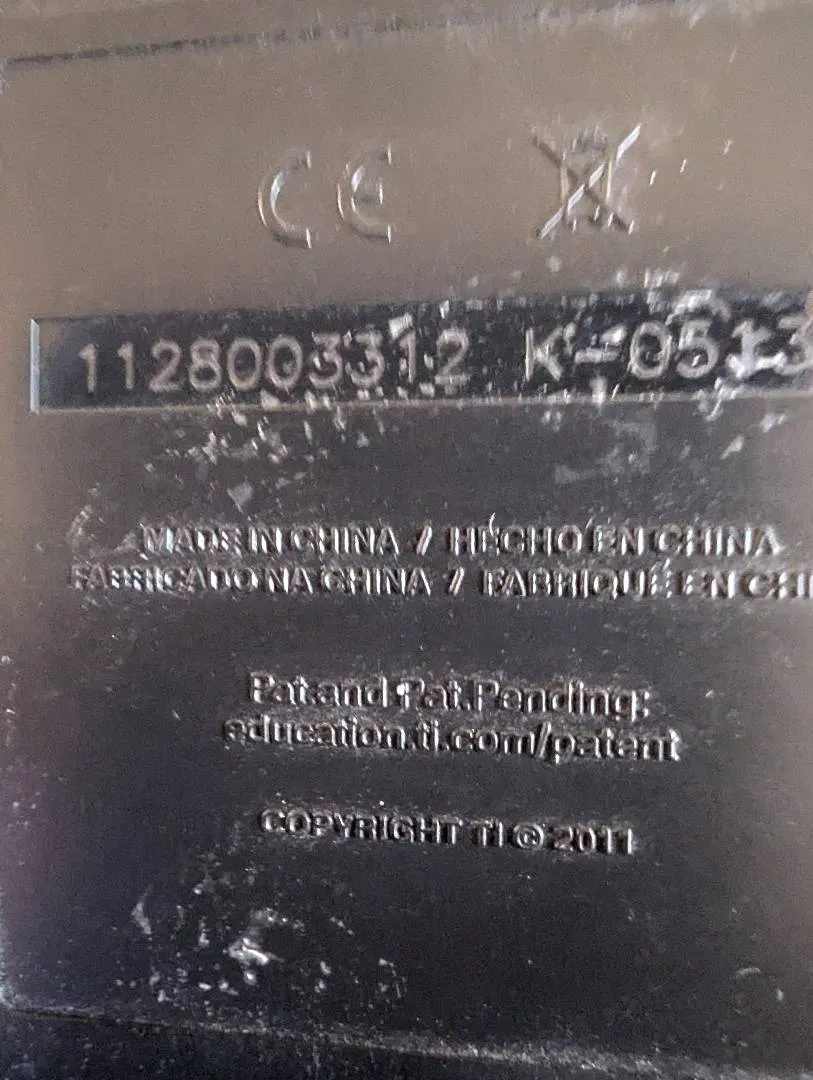 CE
1128003312 K-0513
MADE IN CHINA / HECHO EN CHINA
FABRICADO NA CHINA / FABRIQUÉ EN CHI
Pat and Pat. Pending;
education.ti.com/patent
COPYRIGHT TI © 2011